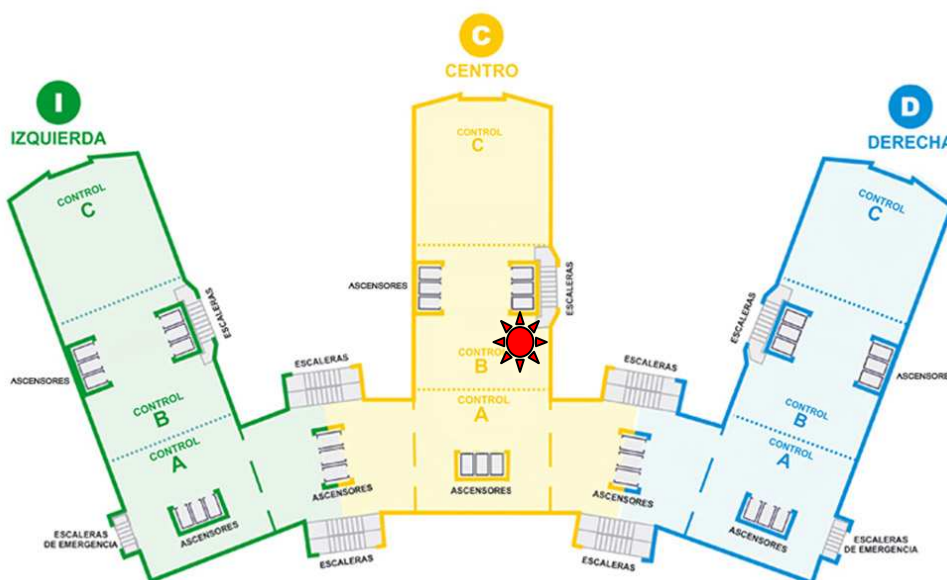 C
CENTRO
I
IZQUIERDA
D
DERECHA
CONTROL
C
CONTROL
C
CONTROL
C
ASCENSORES
ESCALERAS
ESCALERAS
ESCALERAS
ASCENSORES
ASCENSORES
CONTROL
B
CONTROL
B
CONTROL
B
ESCALERAS
ESCALERAS
CONTROL
A
CONTROL
A
CONTROL
A
ASCENSORES
ASCENSORES
ASCENSORES
ASCENSORES
ASCENSORES
ESCALERAS
DE EMERGENCIA
ESCALERAS
DE EMERGENCIA
ESCALERAS
ESCALERAS